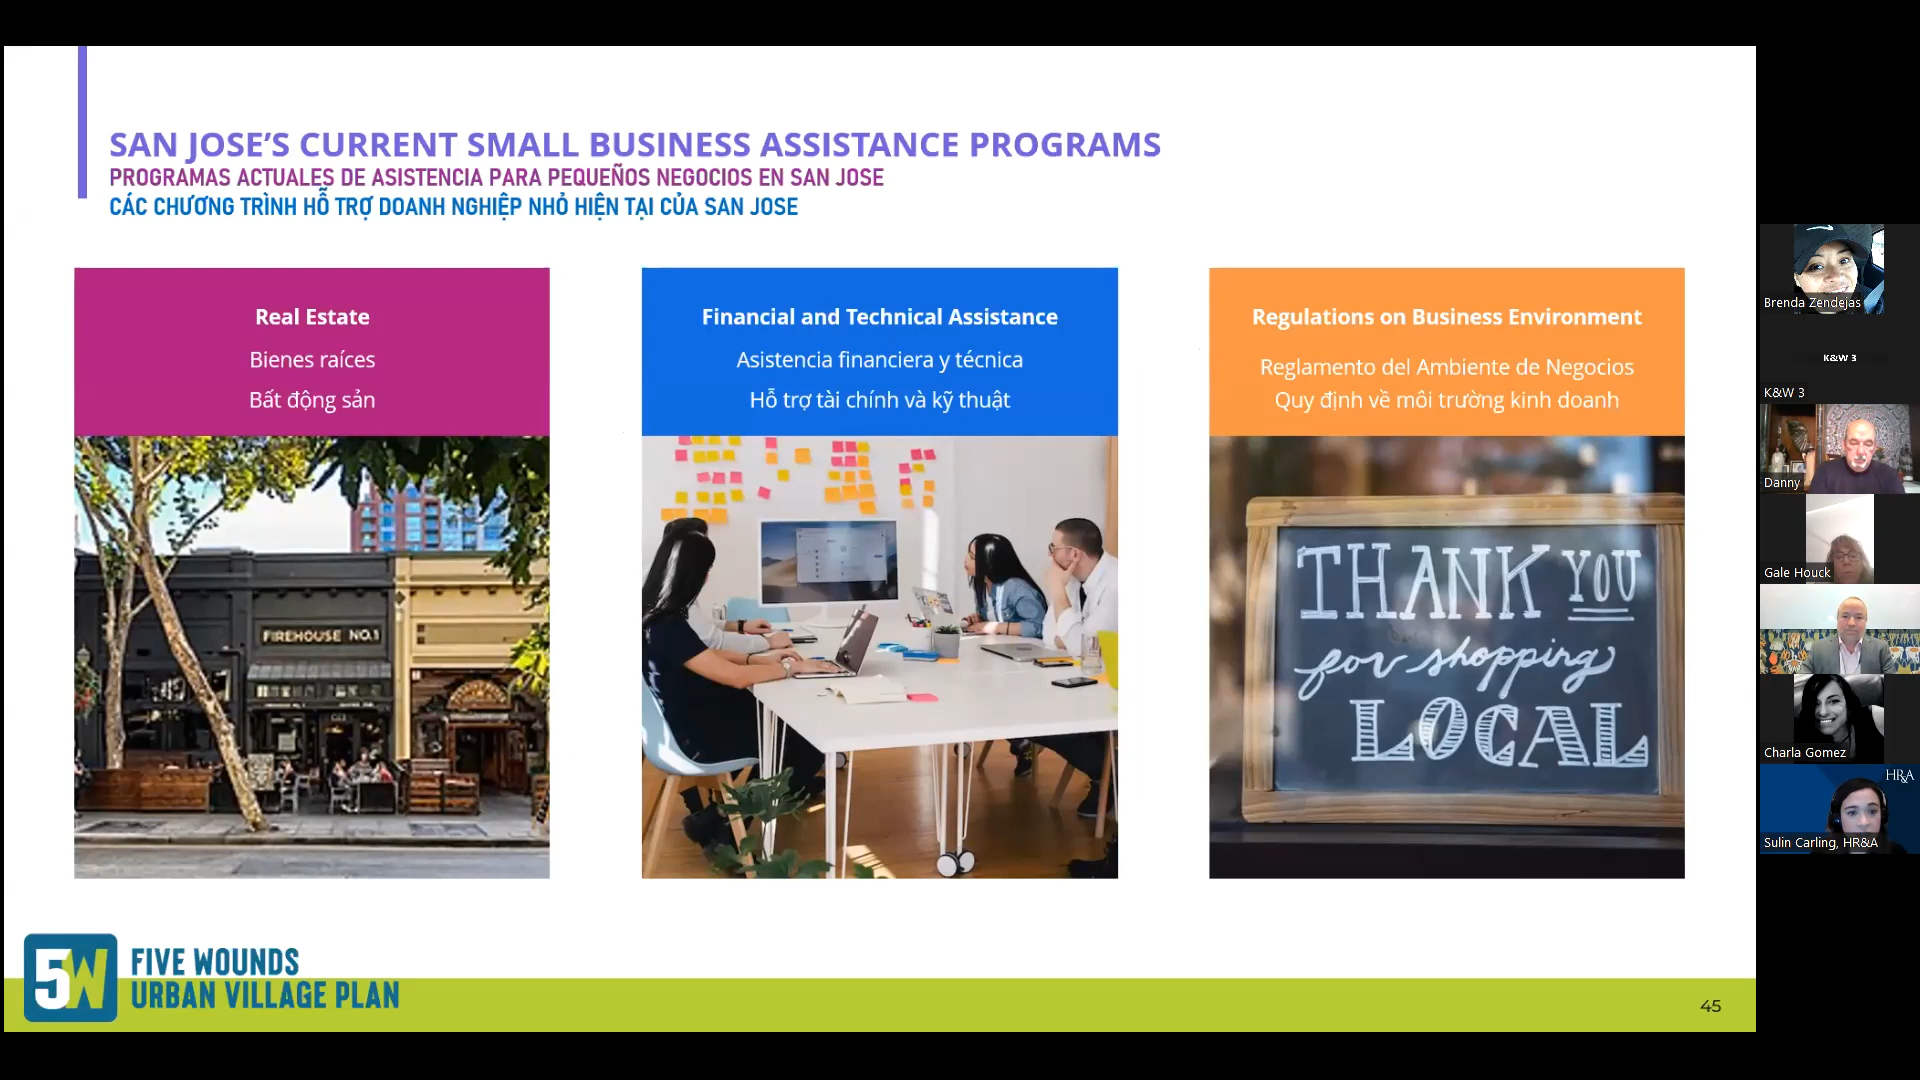 SAN JOSE’S CURRENT SMALL BUSINESS ASSISTANCE PROGRAMS
PROGRAMAS ACTUALES DE ASISTENCIA PARA PEQUEÑOS NEGOCIOS EN SAN JOSE
CÁC CHƯƠNG TRÌNH HỖ TRỢ DOANH NGHIỆP NHỎ HIỆN TẠI CỦA SAN JOSE
Real Estate
Bienes raíces
Bất động sản
FIREHOUSE NO.1
Financial and Technical Assistance
Asistencia financiera y técnica
Hỗ trợ tài chính và kỹ thuật
Regulations on Business Environment
Reglamento del Ambiente de Negocios
Quy định về môi trường kinh doanh
THANK YOU
for shopping
LOCAL
5W
FIVE WOUNDS
URBAN VILLAGE PLAN
45
Brenda Zendejas
K&W 3
K&W 3
Danny
Gale Houck
Charla Gomez
HR&A
Sulin Carling, HR&A